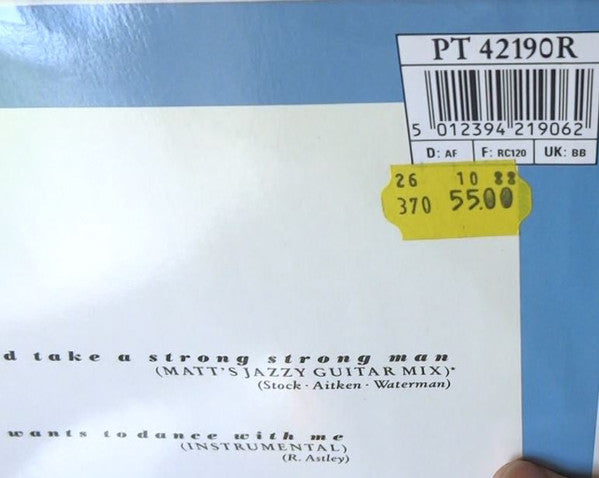 PT 42190R
5 012394 219062
D: AF F: RC120 UK: BB
26 10 88
370 55.00
d take a strong strong man
(MATT'S JAZZY GUITAR MIX)*
(Stock · Aitken · Waterman)
wants to dance with me
(INSTRUMENTAL)
(R. Astley)